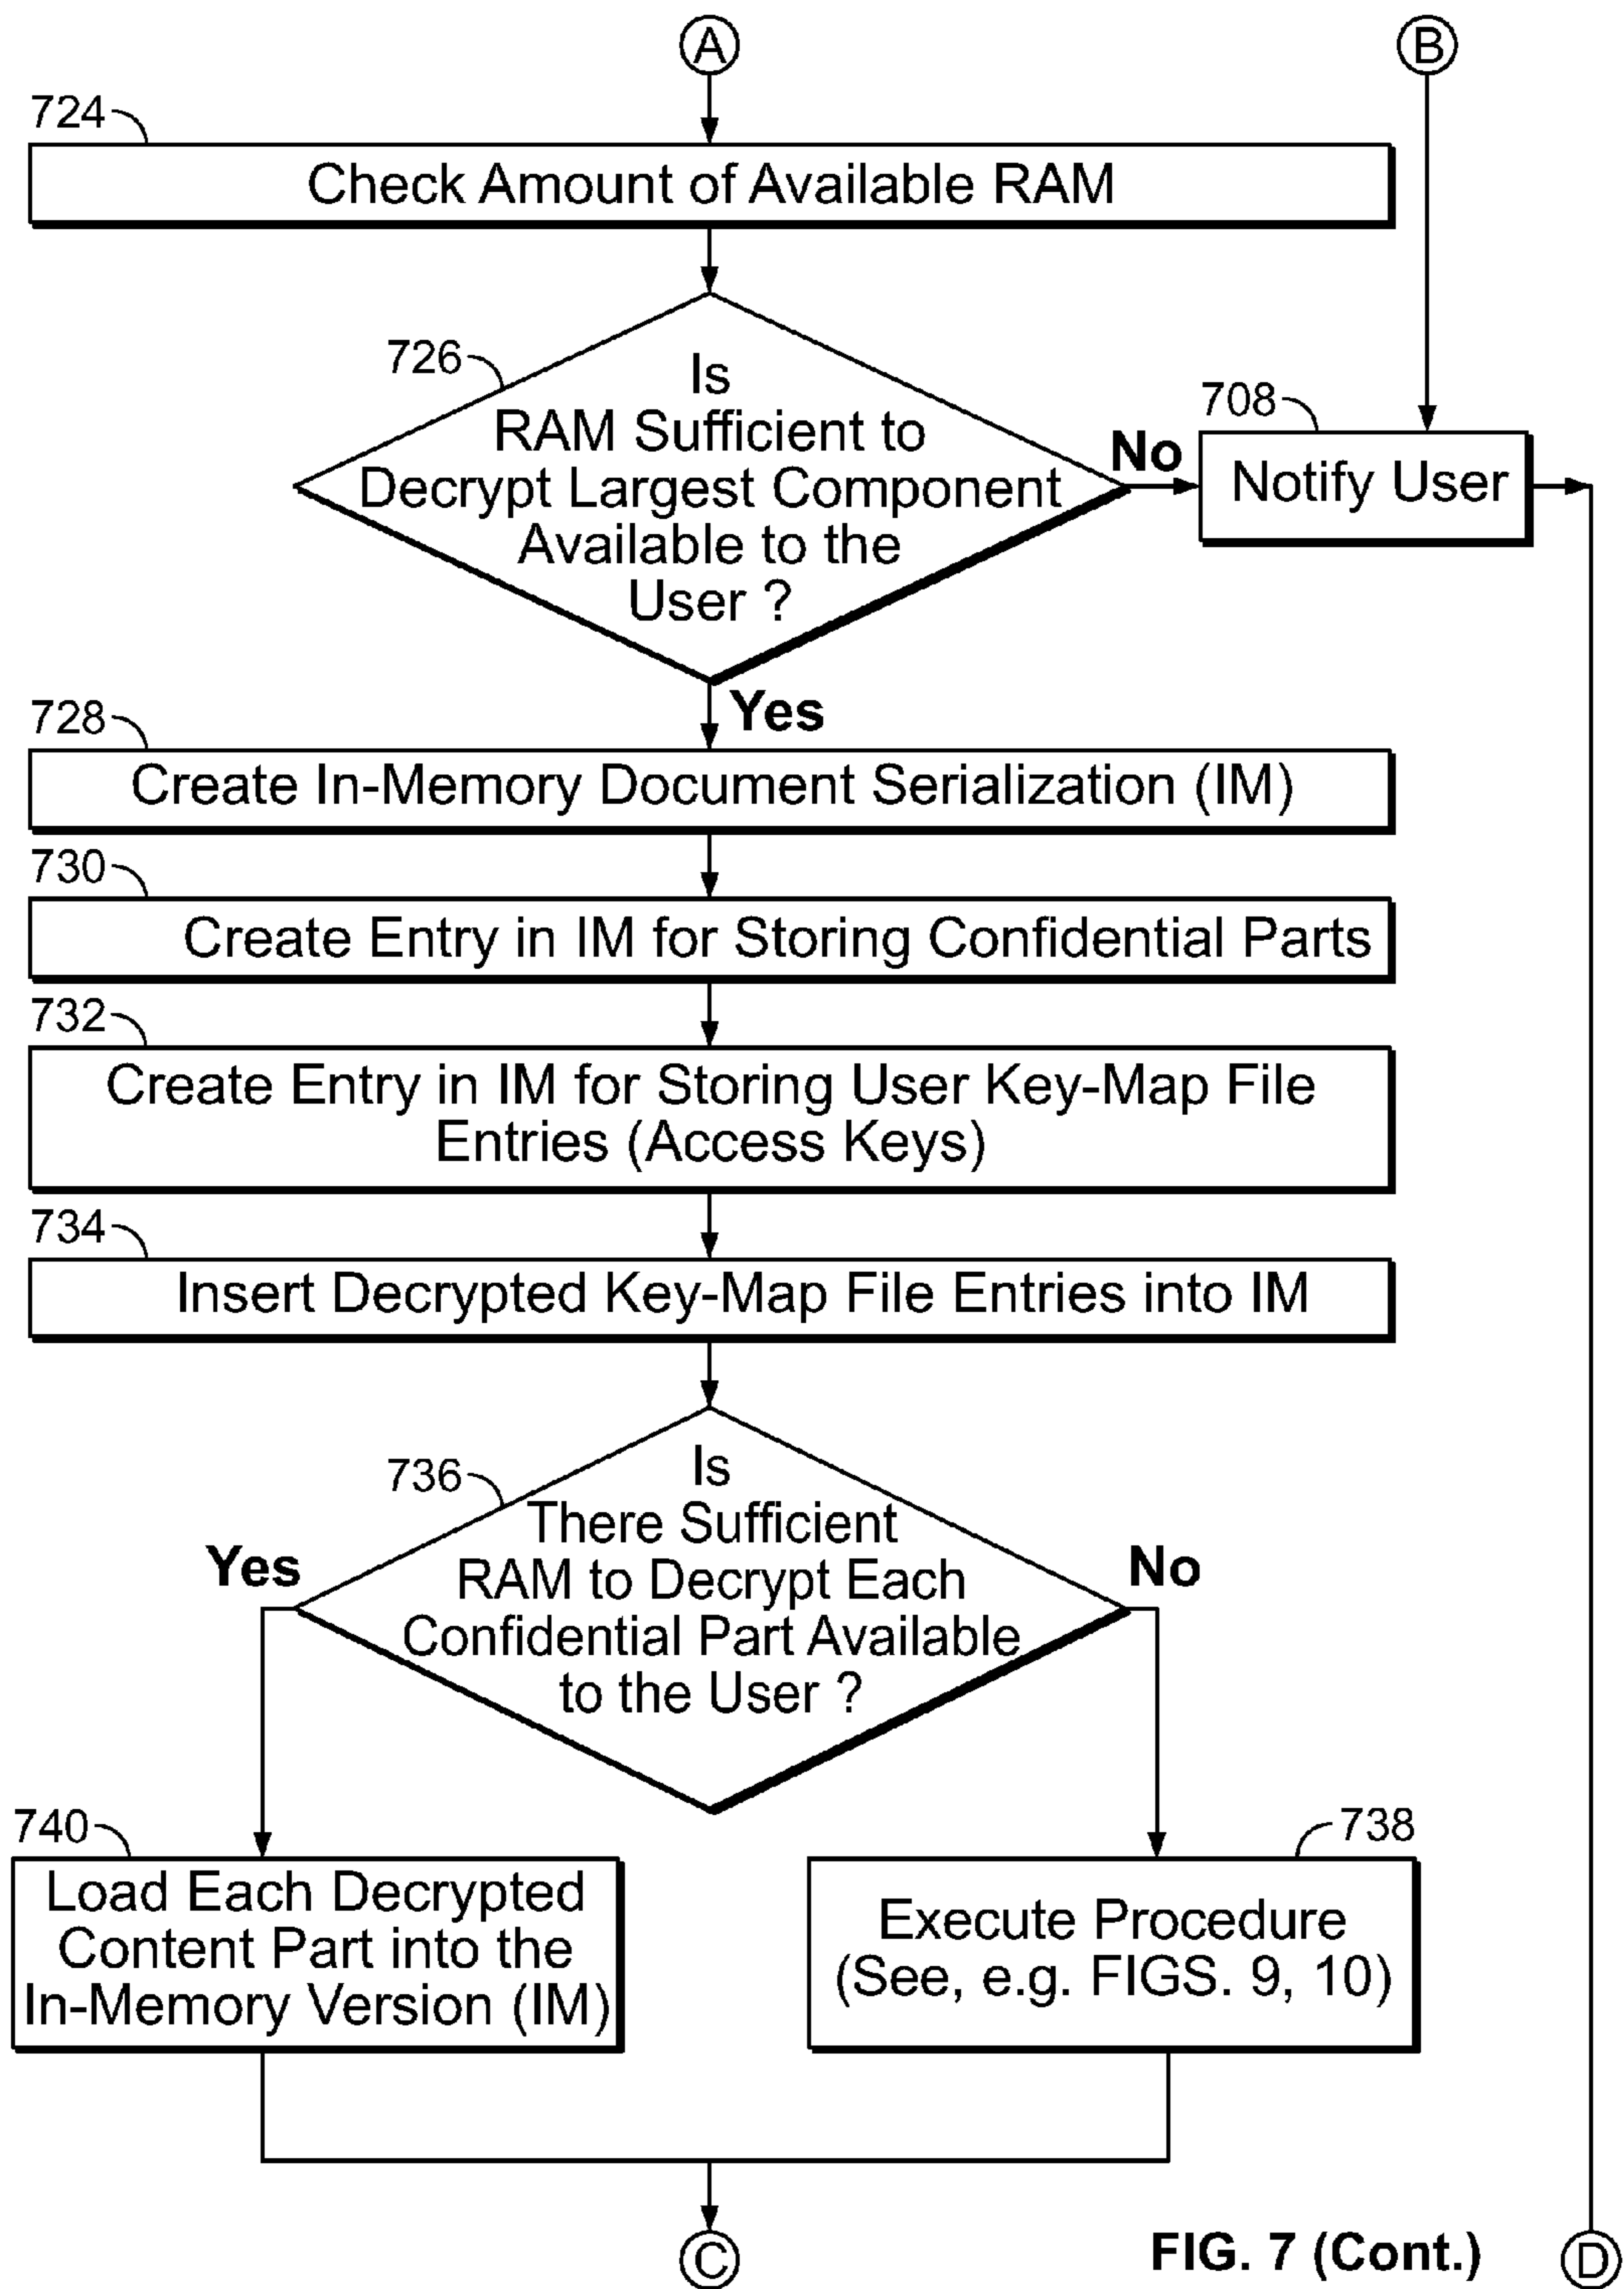 A
B
724
Check Amount of Available RAM
726
Is
RAM Sufficient to
Decrypt Largest Component
Available to the
User ?
No
708
Notify User
Yes
728
Create In-Memory Document Serialization (IM)
730
Create Entry in IM for Storing Confidential Parts
732
Create Entry in IM for Storing User Key-Map File
Entries (Access Keys)
734
Insert Decrypted Key-Map File Entries into IM
736
Is
There Sufficient
RAM to Decrypt Each
Confidential Part Available
to the User ?
Yes
No
740
Load Each Decrypted
Content Part into the
In-Memory Version (IM)
738
Execute Procedure
(See, e.g. FIGS. 9, 10)
C
FIG. 7 (Cont.)
D